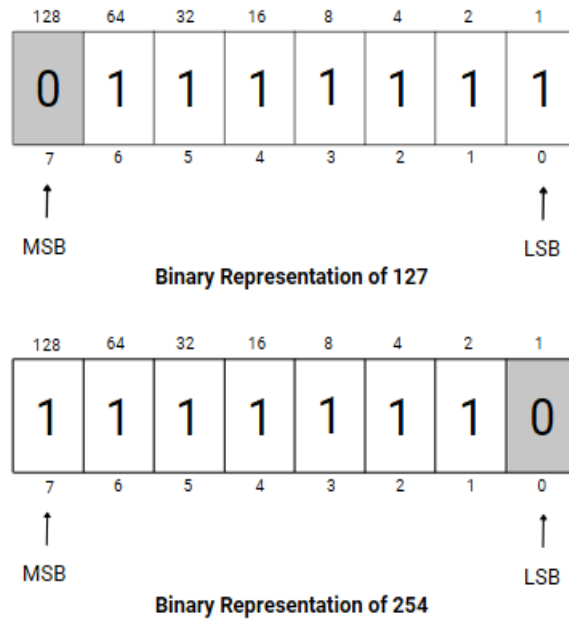 128 64 32 16 8 4 2 1
0 1 1 1 1 1 1 1
7 6 5 4 3 2 1 0
MSB LSB
Binary Representation of 127
128 64 32 16 8 4 2 1
1 1 1 1 1 1 1 0
7 6 5 4 3 2 1 0
MSB LSB
Binary Representation of 254